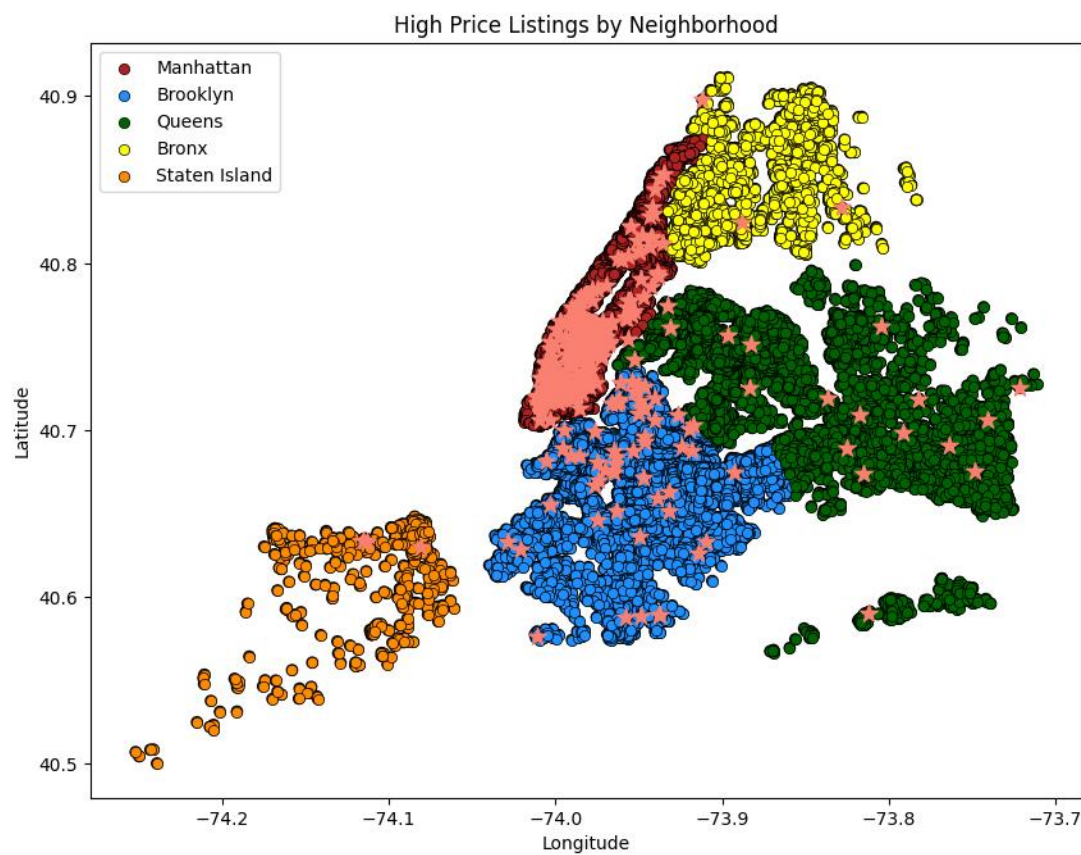 High Price Listings by Neighborhood
Manhattan
Brooklyn
Queens
Bronx
Staten Island
40.9
40.8
40.7
40.6
40.5
Latitude
−74.2
−74.1
−74.0
−73.9
−73.8
−73.7
Longitude